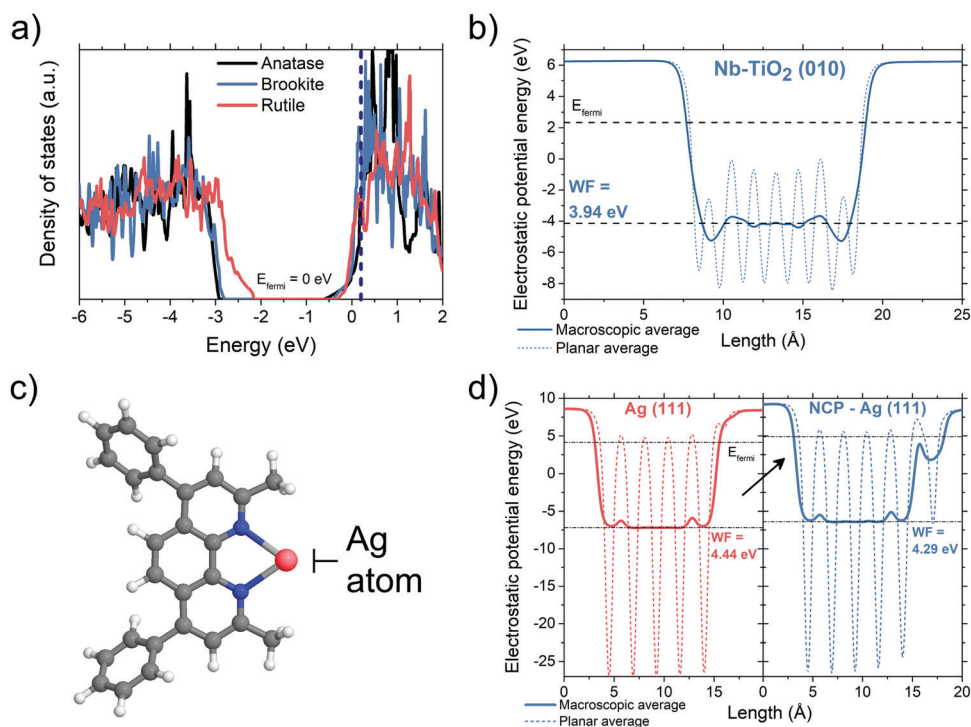 a)
Density of states (a.u.)
Anatase
Brookite
Rutile
E_fermi = 0 eV
-6 -5 -4 -3 -2 -1 0 1 2
Energy (eV)
b)
Electrostatic potential energy (eV)
6
4
2
0
-2
-4
-6
-8
Nb-TiO₂ (010)
E_fermi
WF =
3.94 eV
0 5 10 15 20 25
Length (Å)
Macroscopic average
Planar average
c)
Ag
atom
d)
Electrostatic potential energy (eV)
10
5
0
-5
-10
-15
-20
-25
Ag (111)
E_fermi
WF =
4.44 eV
NCP - Ag (111)
WF =
4.29 eV
0 5 10 15 0 5 10 15 20
Length (Å)
Macroscopic average
Planar average